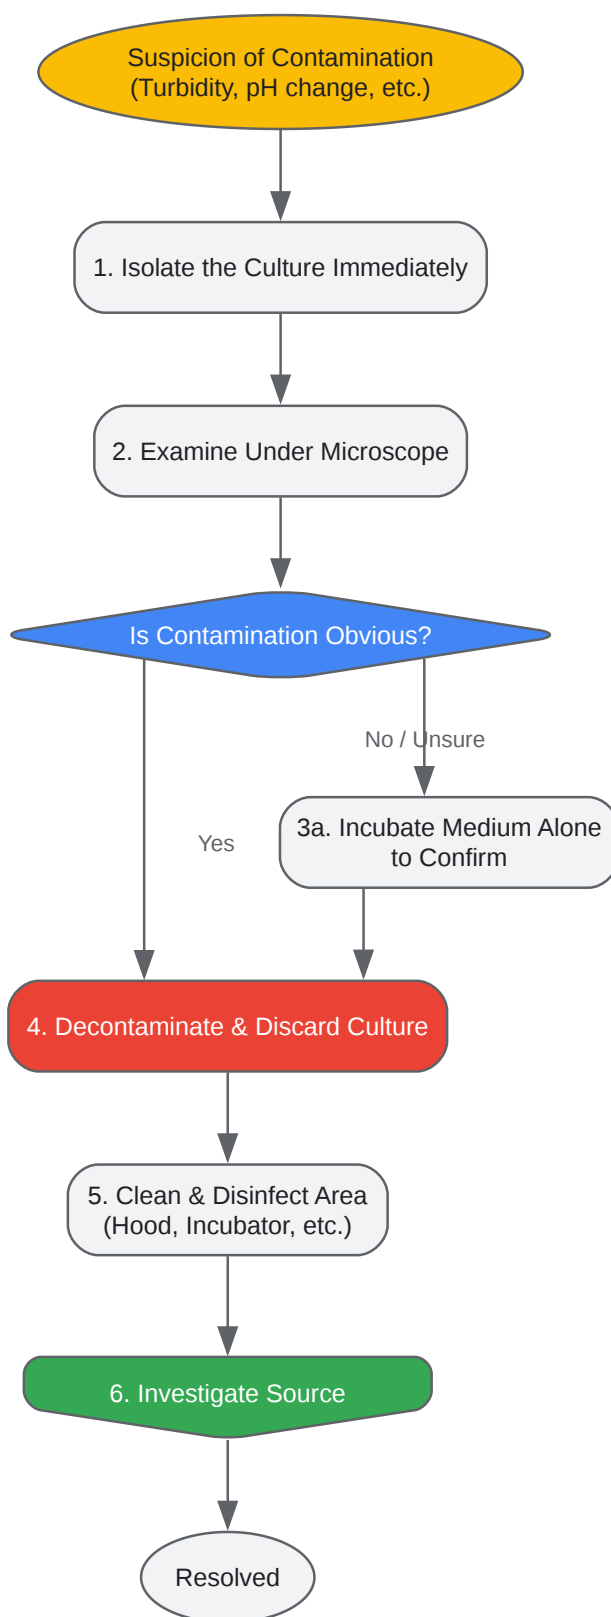 Suspicion of Contamination
(Turbidity, pH change, etc.)
1. Isolate the Culture Immediately
2. Examine Under Microscope
Is Contamination Obvious?
No / Unsure
3a. Incubate Medium Alone
to Confirm
Yes
4. Decontaminate & Discard Culture
5. Clean & Disinfect Area
(Hood, Incubator, etc.)
6. Investigate Source
Resolved